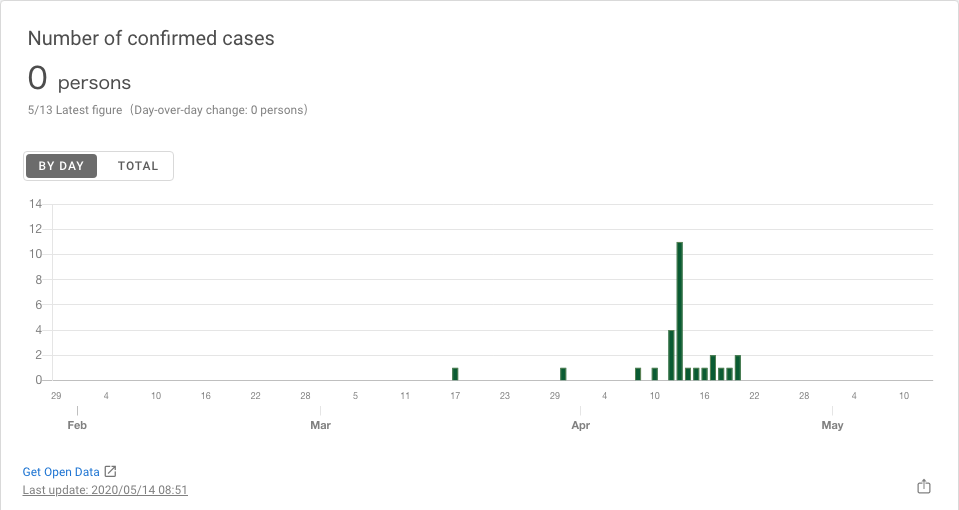 Number of confirmed cases
0 persons
5/13 Latest figure（Day-over-day change: 0 persons）
BY DAY TOTAL
14
12
10
8
6
4
2
0
29 4 10 16 22 28 5 11 17 23 29 4 10 16 22 28 4 10
Feb Mar Apr May
Get Open Data
Last update: 2020/05/14 08:51